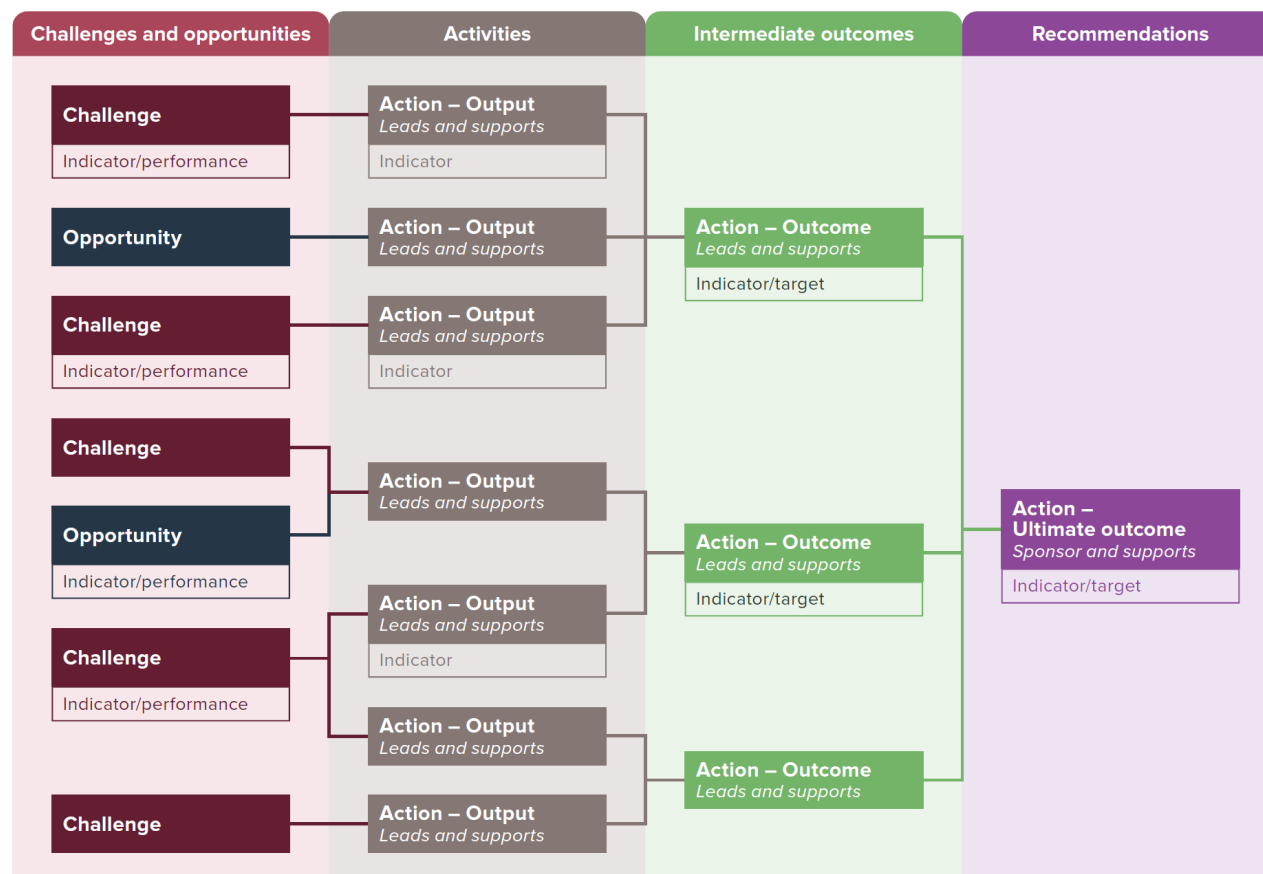 Challenges and opportunities
Activities
Intermediate outcomes
Recommendations
Challenge
Indicator/performance
Opportunity
Challenge
Indicator/performance
Challenge
Opportunity
Indicator/performance
Challenge
Indicator/performance
Challenge
Action – Output
Leads and supports
Indicator
Action – Output
Leads and supports
Action – Output
Leads and supports
Indicator
Action – Output
Leads and supports
Action – Output
Leads and supports
Indicator
Action – Output
Leads and supports
Action – Output
Leads and supports
Action – Outcome
Leads and supports
Indicator/target
Action – Outcome
Leads and supports
Indicator/target
Action – Outcome
Leads and supports
Action –
Ultimate outcome
Sponsor and supports
Indicator/target